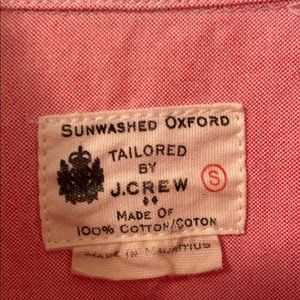 SUNWASHED OXFORD
TAILORED
BY
J.CREW
S
MADE OF
100% COTTON/COTON
MADE IN MAURITIUS